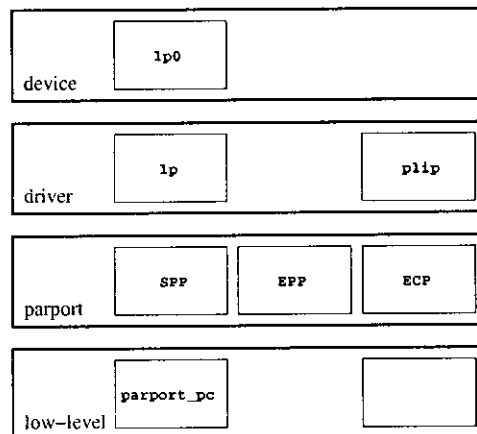 lp0
device
lp
plip
driver
SPP
EPP
ECP
parport
parport_pc
low-level